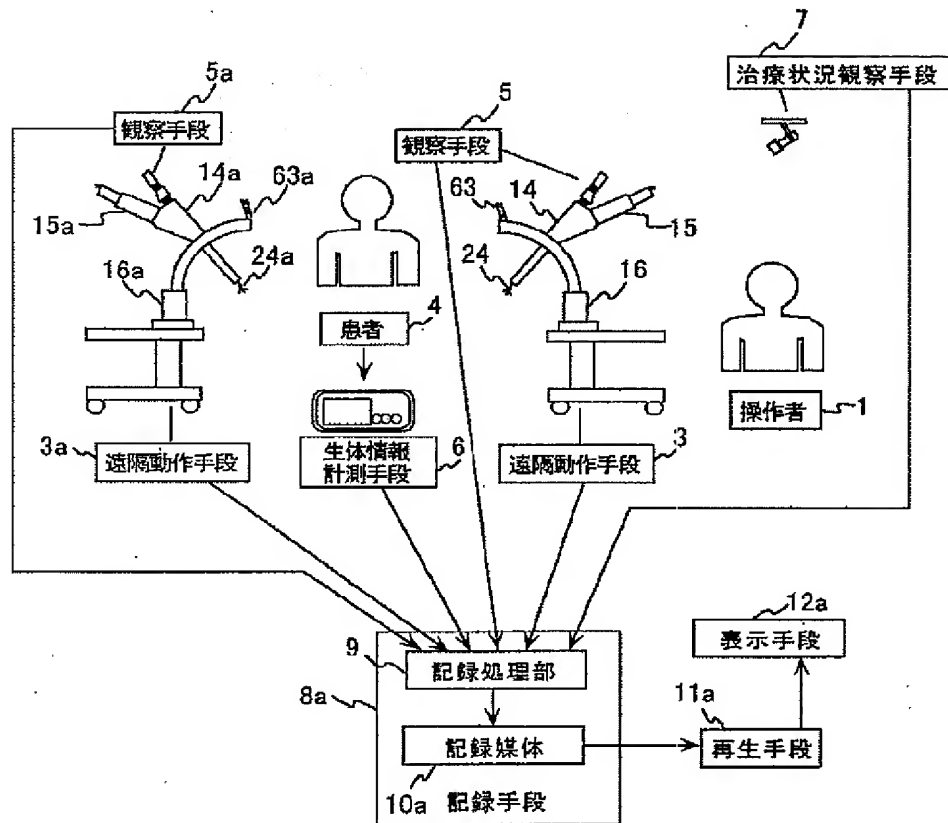 7
治療状況観察手段
5a
観察手段
5
観察手段
14a
63a
15a
24a
16a
63
14
15
24
16
患者
4
操作者
1
3a
遠隔動作手段
生体情報
計測手段
6
遠隔動作手段
3
12a
表示手段
9
記録処理部
8a
11a
再生手段
記録媒体
10a
記録手段